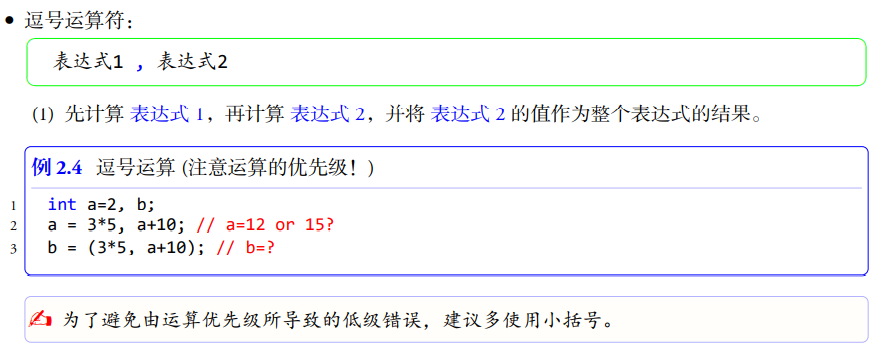 • 逗号运算符：
表达式1 , 表达式2
(1) 先计算 表达式 1，再计算 表达式 2，并将 表达式 2 的值作为整个表达式的结果。
例 2.4 逗号运算 (注意运算的优先级！)
1 int a=2, b;
2 a = 3*5, a+10; // a=12 or 15?
3 b = (3*5, a+10); // b=?
✍ 为了避免由运算优先级所导致的低级错误，建议多使用小括号。